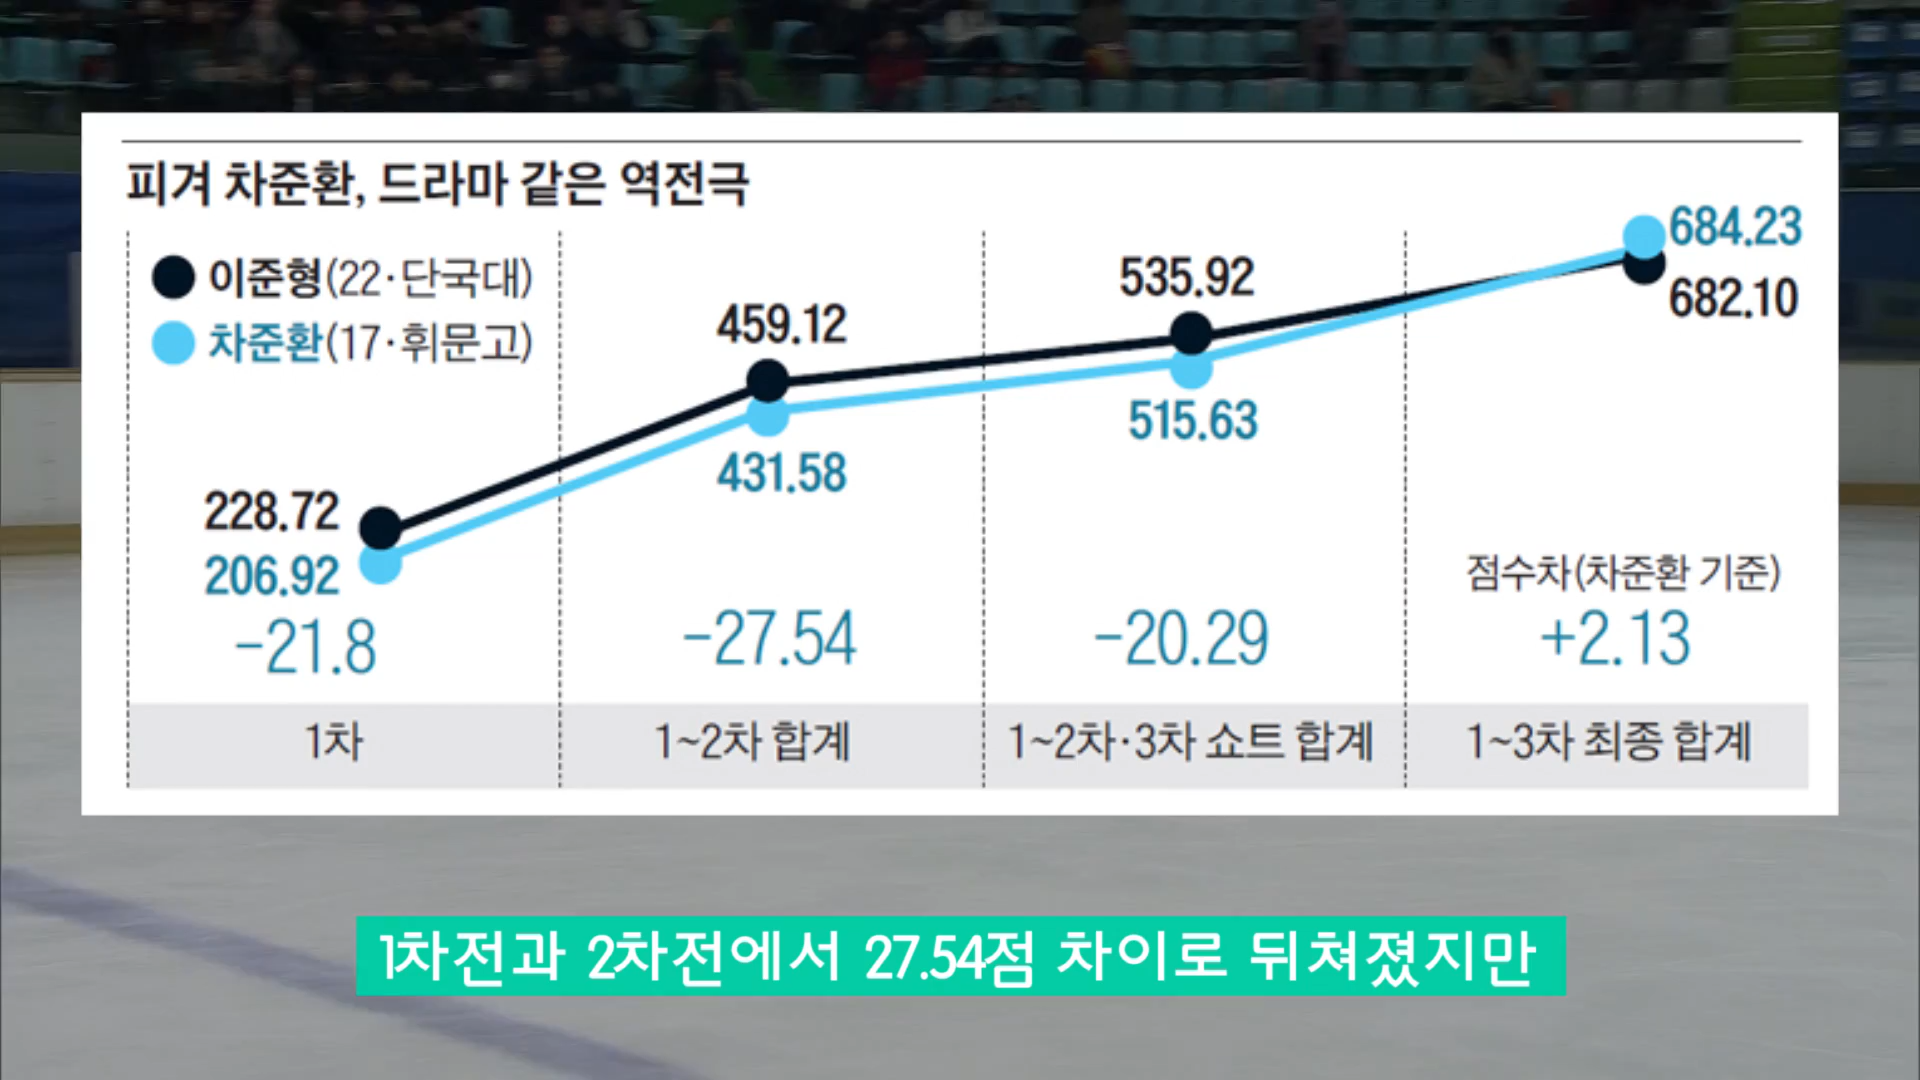 피겨 차준환, 드라마 같은 역전극
이준형(22·단국대)
차준환(17·휘문고)
228.72
206.92
-21.8
459.12
431.58
-27.54
535.92
515.63
-20.29
684.23
682.10
점수차(차준환 기준)
+2.13
1차
1~2차 합계
1~2차·3차 쇼트 합계
1~3차 최종 합계
1차전과 2차전에서 27.54점 차이로 뒤쳐졌지만